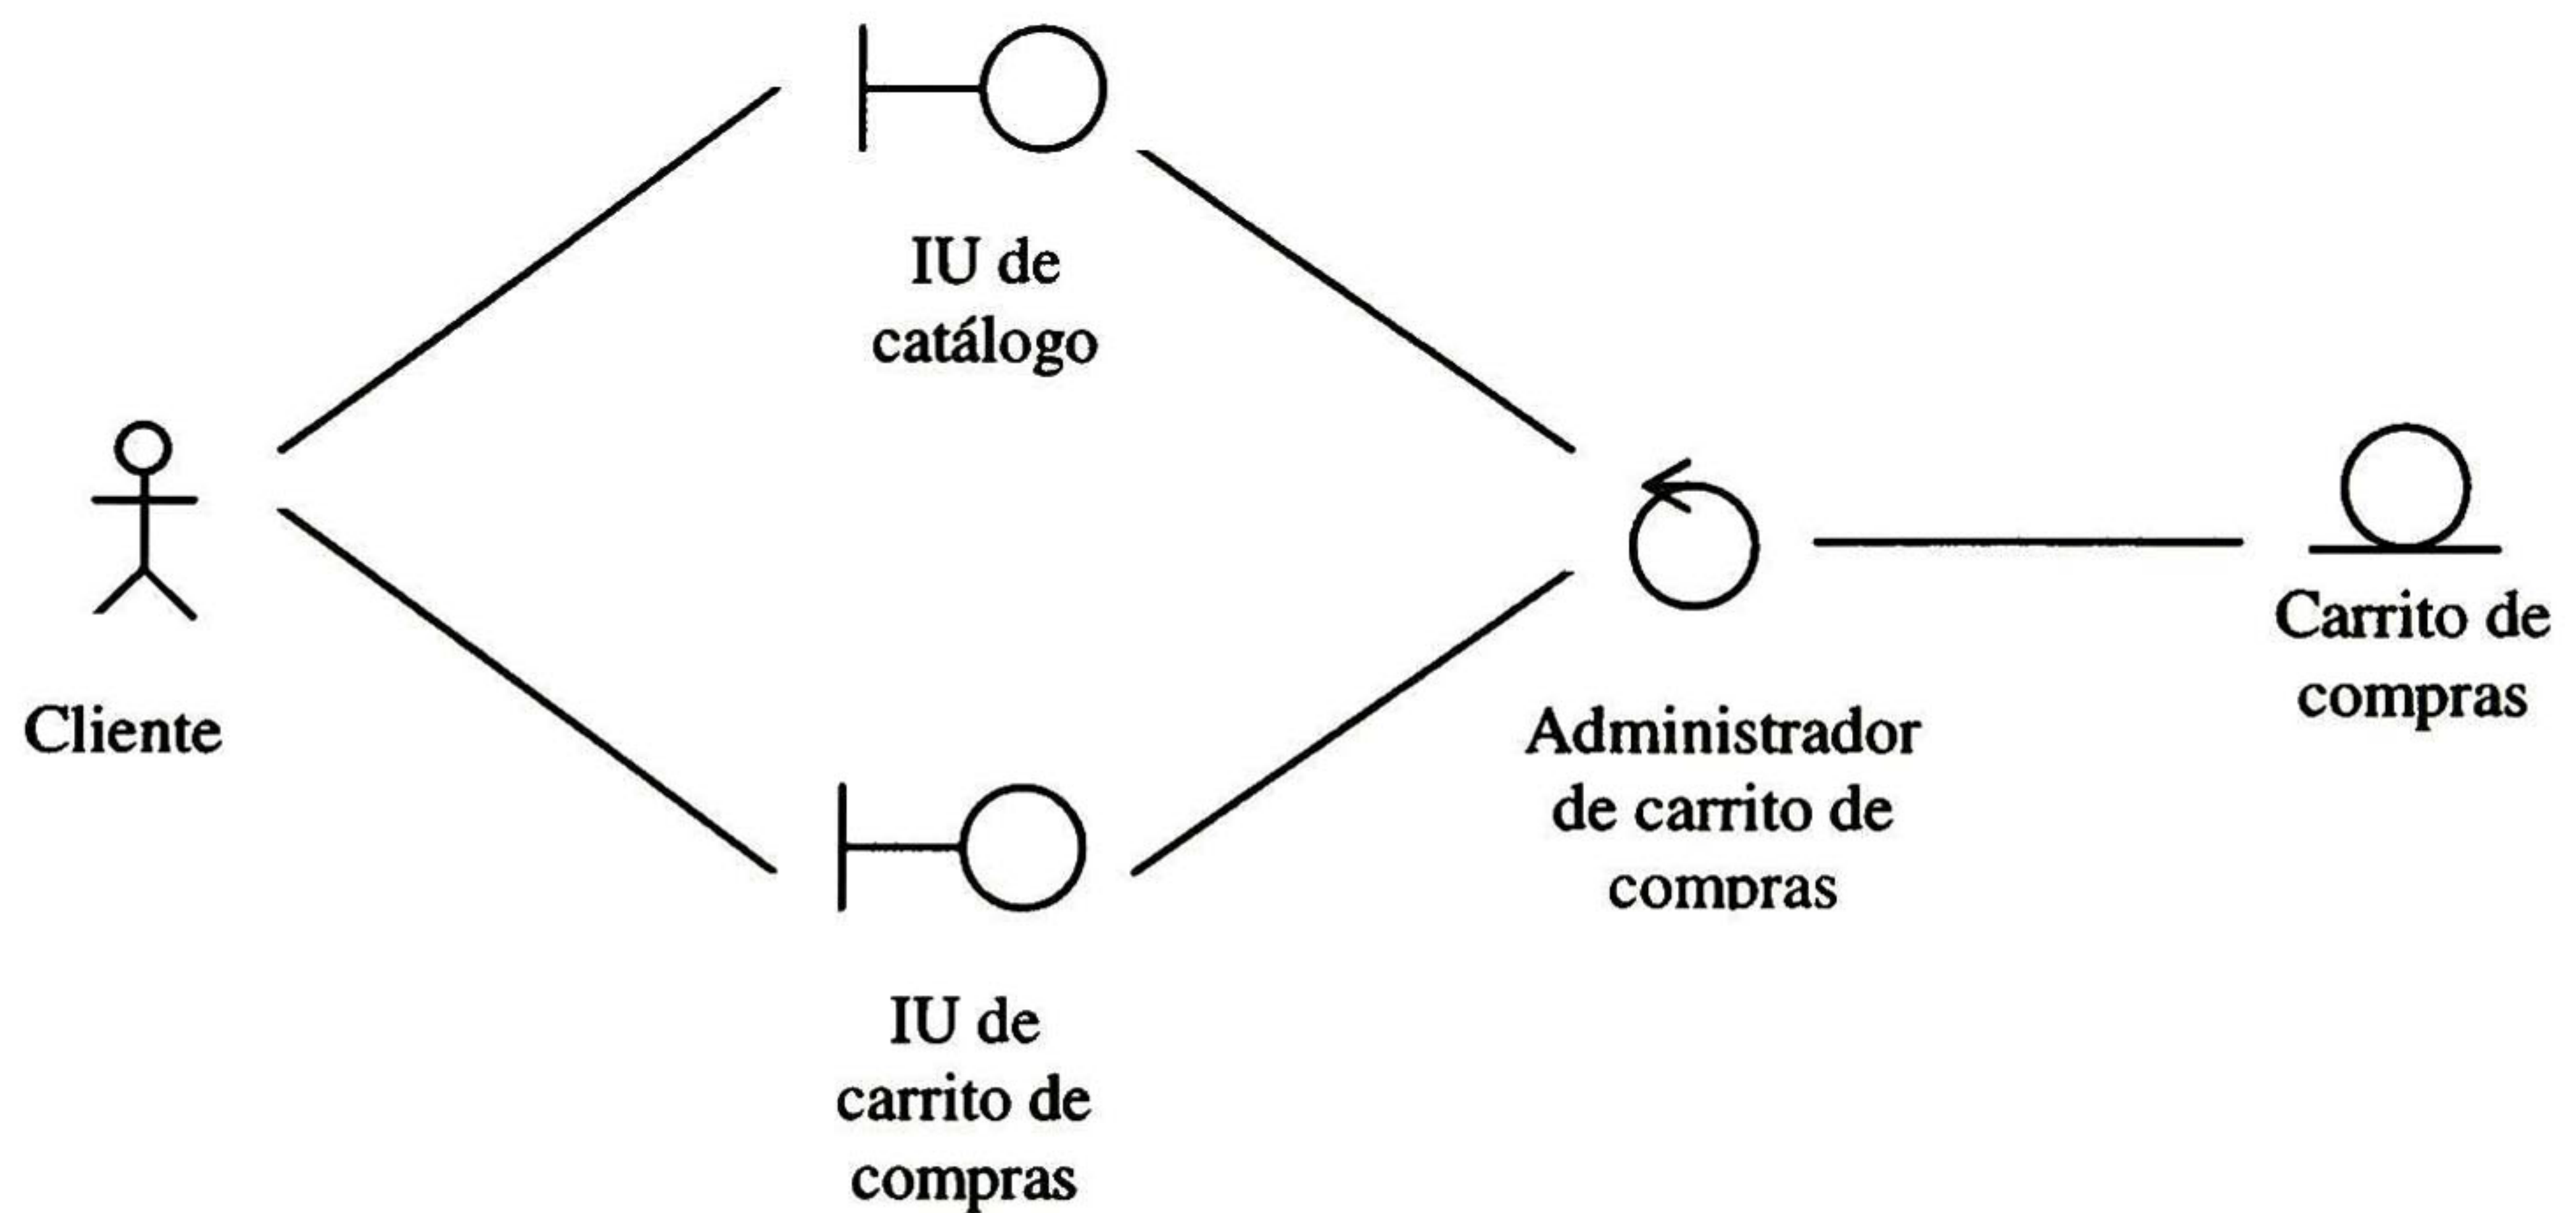 IU de
catálogo
Cliente
Administrador
de carrito de
compras
Carrito de
compras
IU de
carrito de
compras